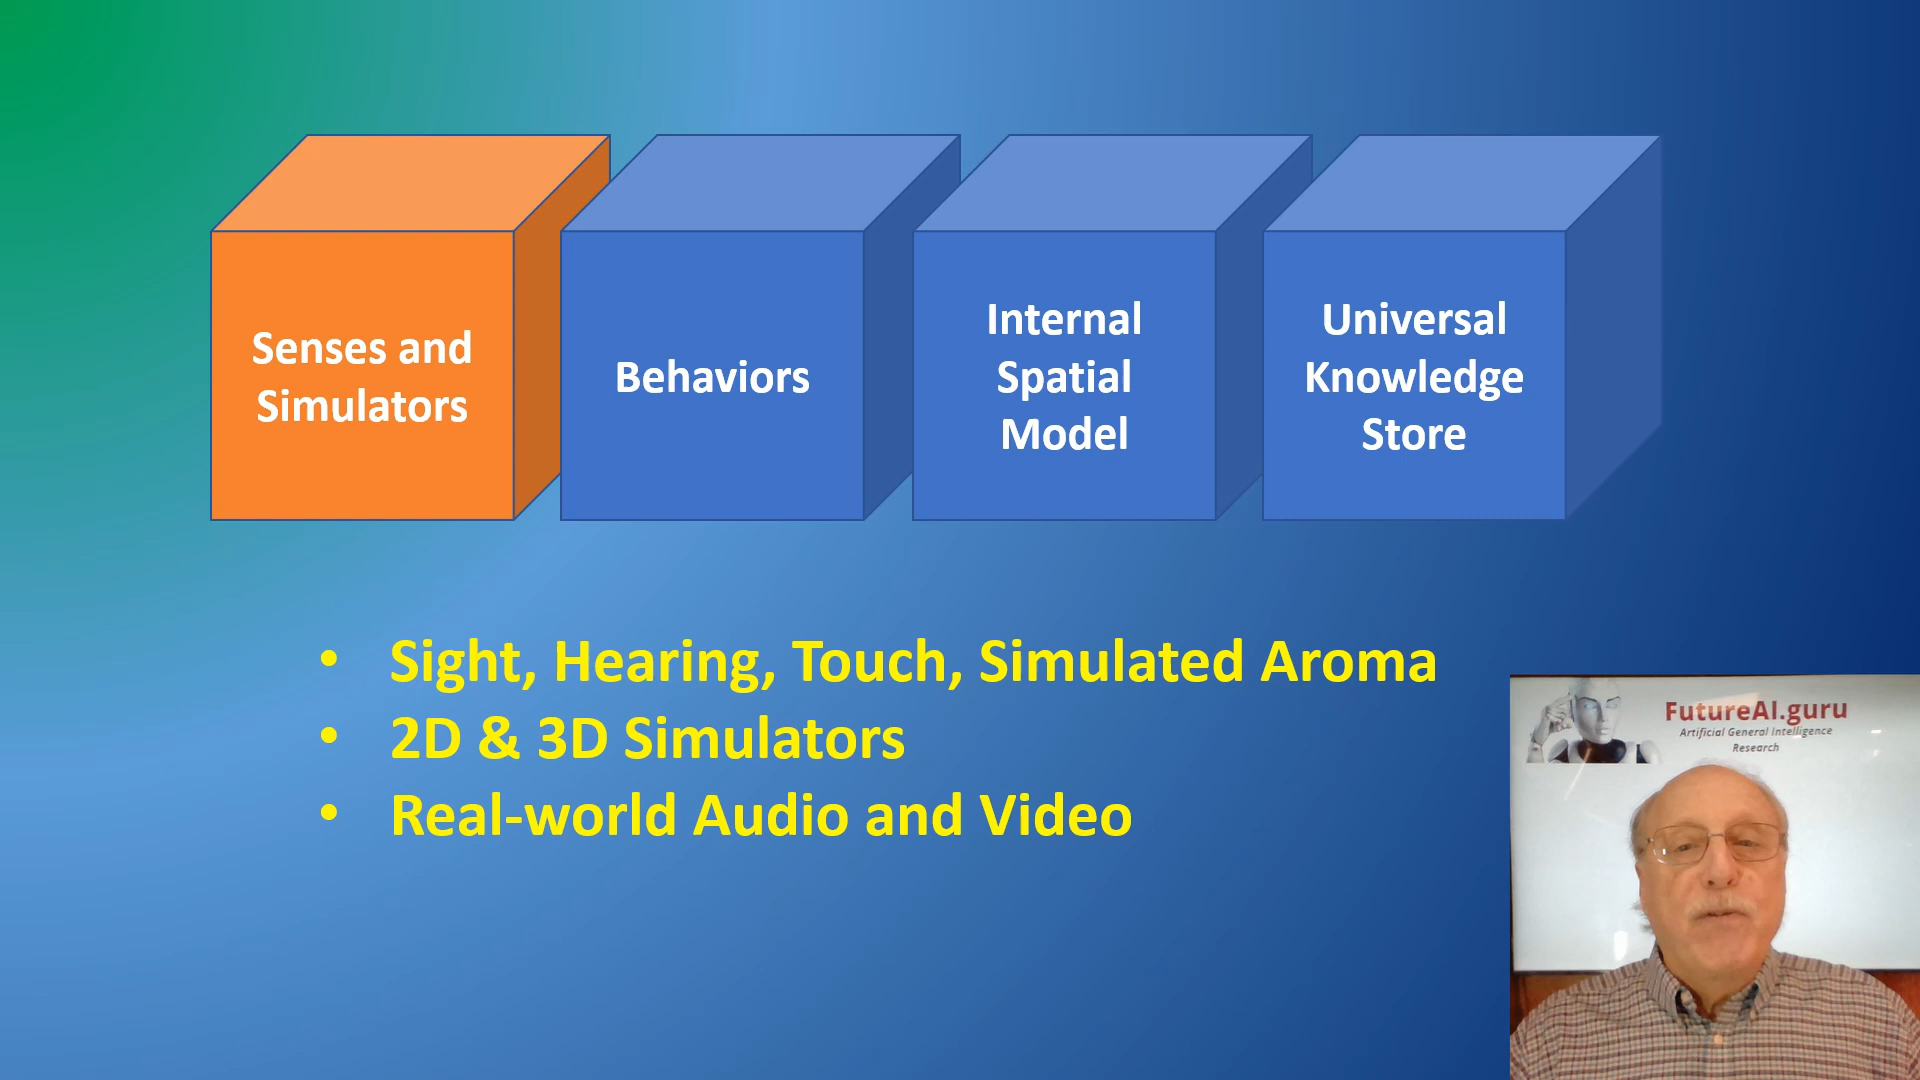 Senses and
Simulators
Behaviors
Internal
Spatial
Model
Universal
Knowledge
Store
• Sight, Hearing, Touch, Simulated Aroma
• 2D & 3D Simulators
• Real-world Audio and Video
FutureAI.guru
Artificial General Intelligence
Research